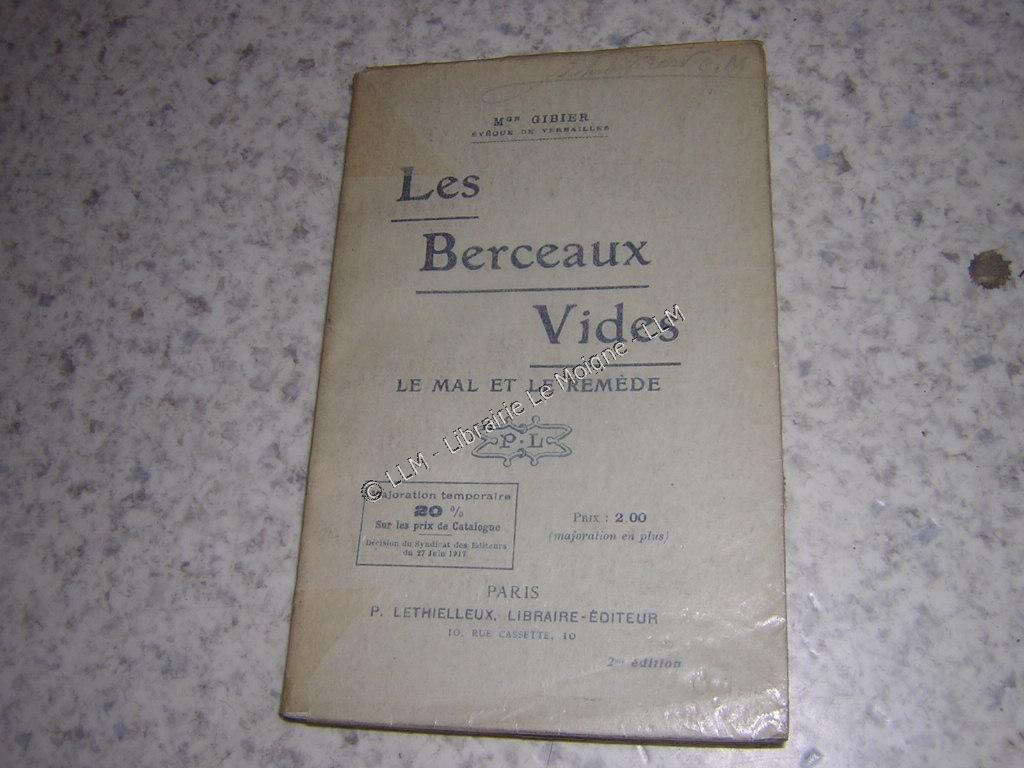 Mgr GIBIER
ÉVÊQUE DE VERSAILLES
Les
Berceaux
Vides
LE MAL ET LE REMÈDE
P. L
Majoration temporaire
20 %
Sur les prix de Catalogue
Décision du Syndicat des Éditeurs
du 27 Juin 1917
PRIX : 2.00
(majoration en plus)
PARIS
P. LETHIELLEUX, LIBRAIRE-ÉDITEUR
10, RUE CASSETTE, 10
2me édition
© LLM - Librairie Le Moigne - LLM